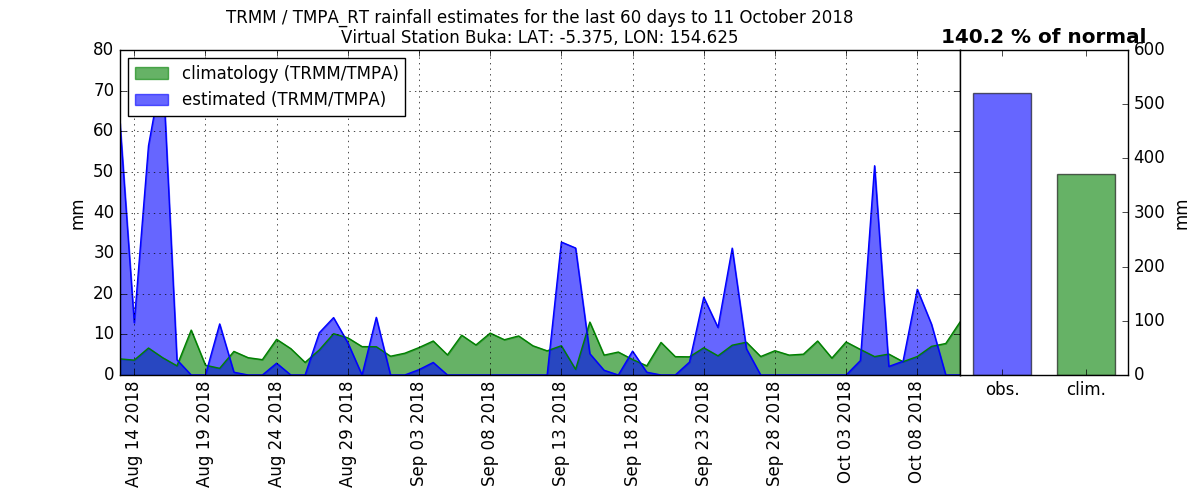 TRMM / TMPA_RT rainfall estimates for the last 60 days to 11 October 2018
Virtual Station Buka: LAT: -5.375, LON: 154.625
140.2 % of normal
climatology (TRMM/TMPA)
estimated (TRMM/TMPA)
80
70
60
50
40
30
20
10
0
mm
600
500
400
300
200
100
0
mm
Aug 14 2018
Aug 19 2018
Aug 24 2018
Aug 29 2018
Sep 03 2018
Sep 08 2018
Sep 13 2018
Sep 18 2018
Sep 23 2018
Sep 28 2018
Oct 03 2018
Oct 08 2018
obs.
clim.